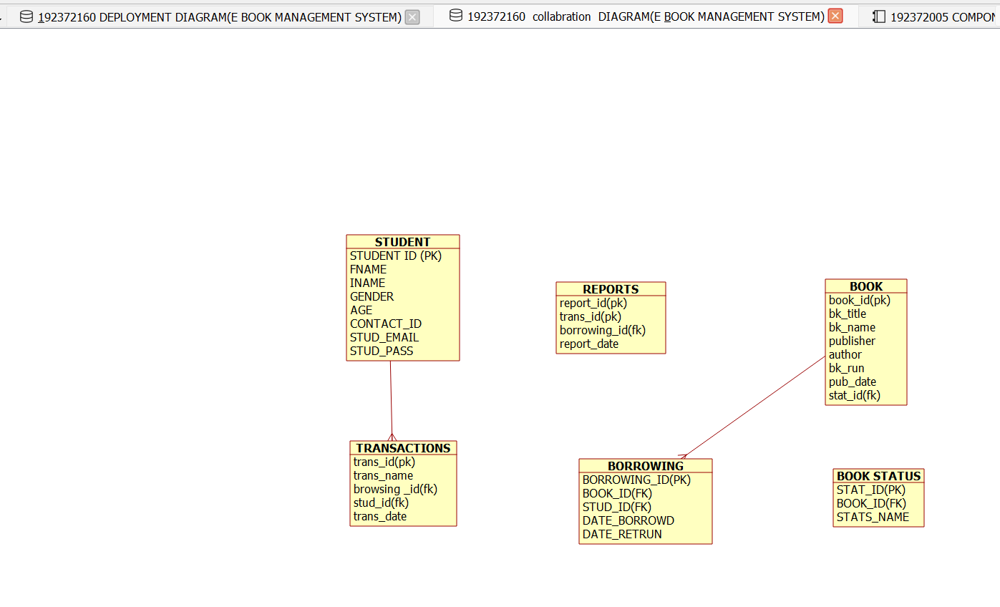 192372160 DEPLOYMENT DIAGRAM(E BOOK MANAGEMENT SYSTEM)
192372160 collabration DIAGRAM(E BOOK MANAGEMENT SYSTEM)
192372005
STUDENT
STUDENT ID (PK)
FNAME
INAME
GENDER
AGE
CONTACT_ID
STUD_EMAIL
STUD_PASS
REPORTS
report_id(pk)
trans_id(pk)
borrowing_id(fk)
report_date
BOOK
book_id(pk)
bk_title
bk_name
publisher
author
bk_run
pub_date
stat_id(fk)
TRANSACTIONS
trans_id(pk)
trans_name
browsing _id(fk)
stud_id(fk)
trans_date
BORROWING
BORROWING_ID(PK)
BOOK_ID(FK)
STUD_ID(FK)
DATE_BORROWD
DATE_RETRUN
BOOK STATUS
STAT_ID(PK)
BOOK_ID(FK)
STATS_NAME